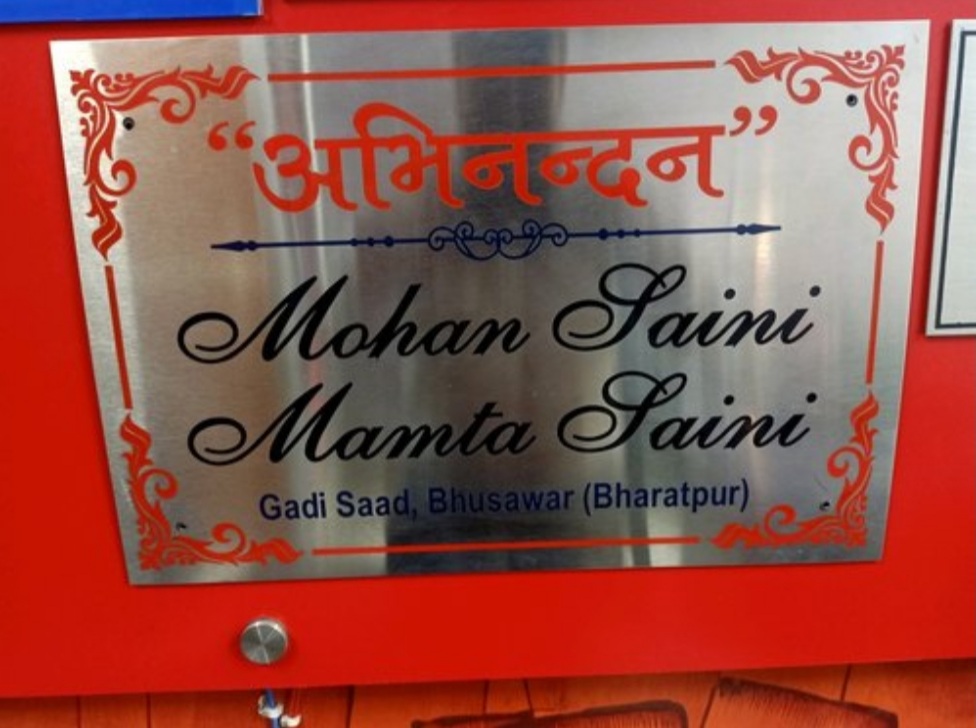 “अभिनन्दन”
Mohan Saini
Mamta Saini
Gadi Saad, Bhusawar (Bharatpur)